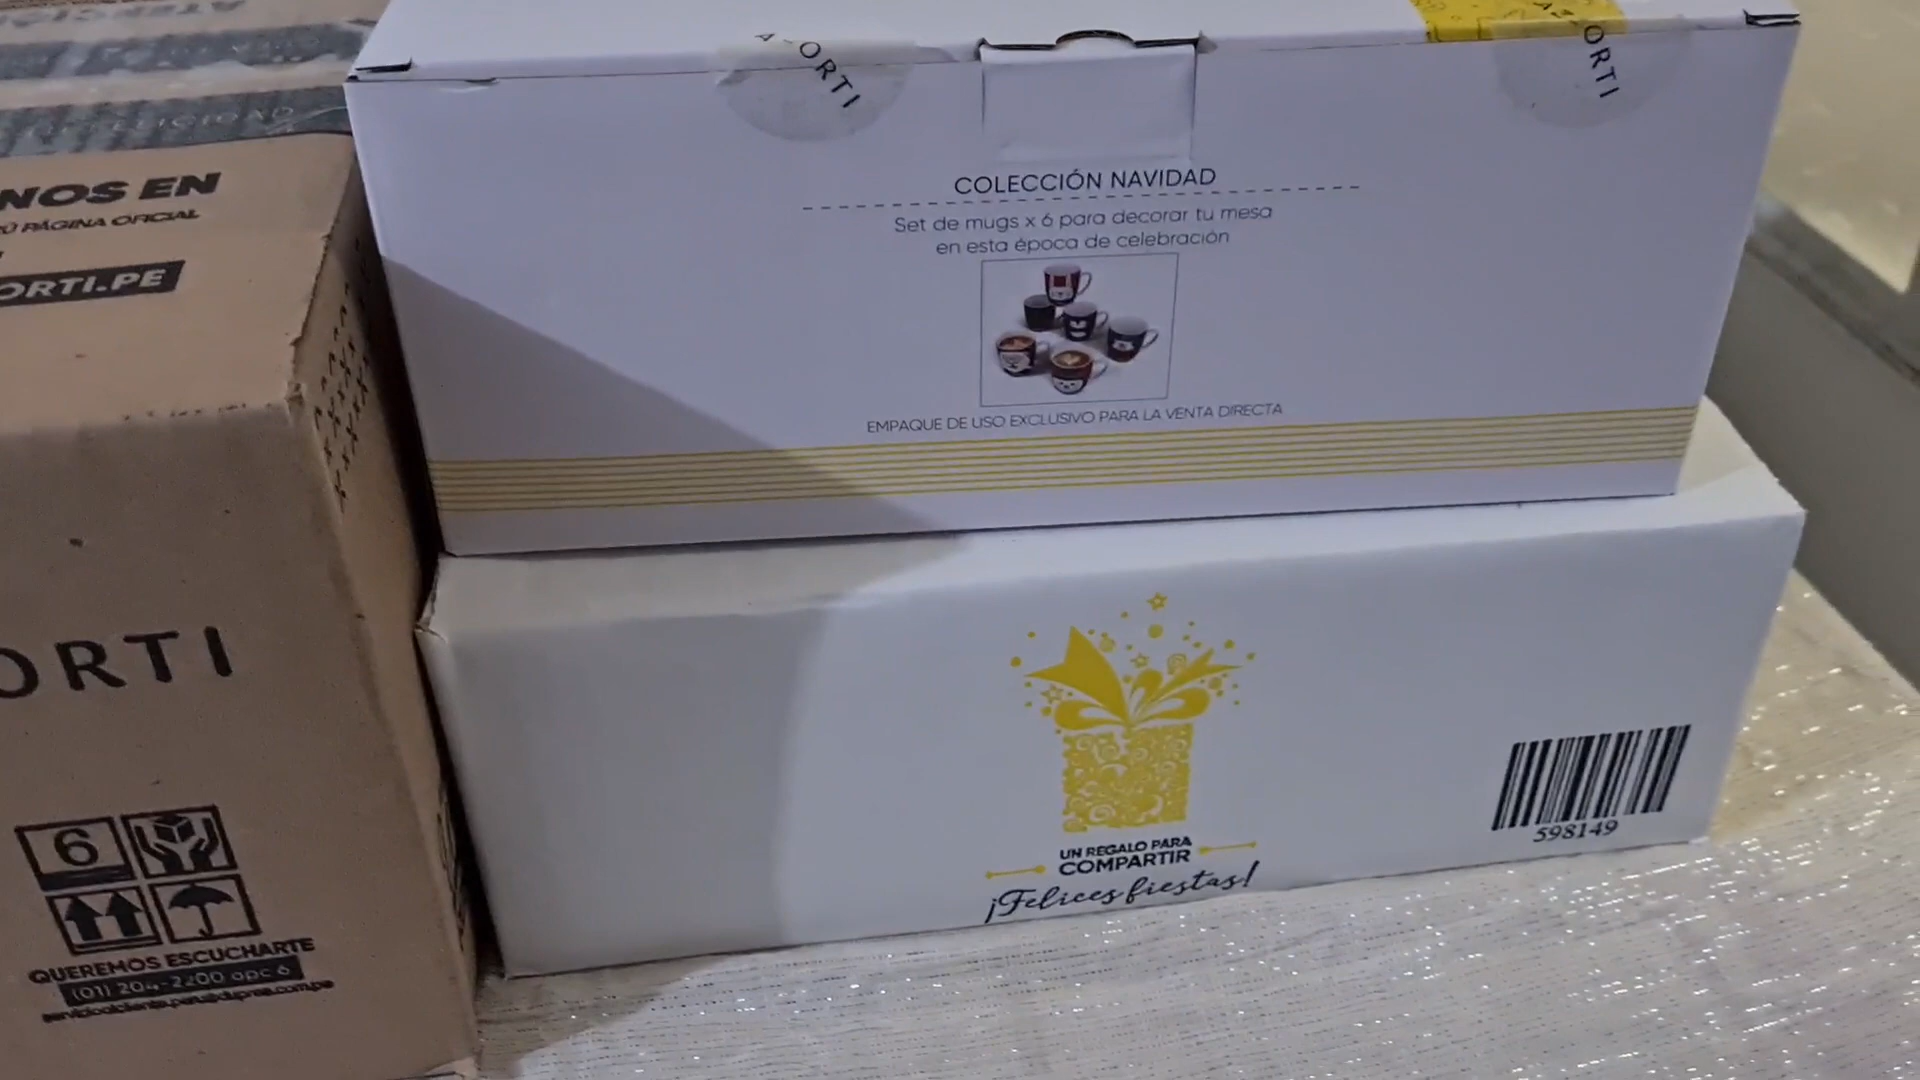 NOS EN
PÁGINA OFICIAL
ORTI.PE
ORTI
6
QUEREMOS ESCUCHARTE
(01) 204-2200 opc 6
A ORTI
A ORTI
COLECCIÓN NAVIDAD
Set de mugs x 6 para decorar tu mesa
en esta época de celebración
EMPAQUE DE USO EXCLUSIVO PARA LA VENTA DIRECTA
UN REGALO PARA
COMPARTIR
¡Felices fiestas!
598149